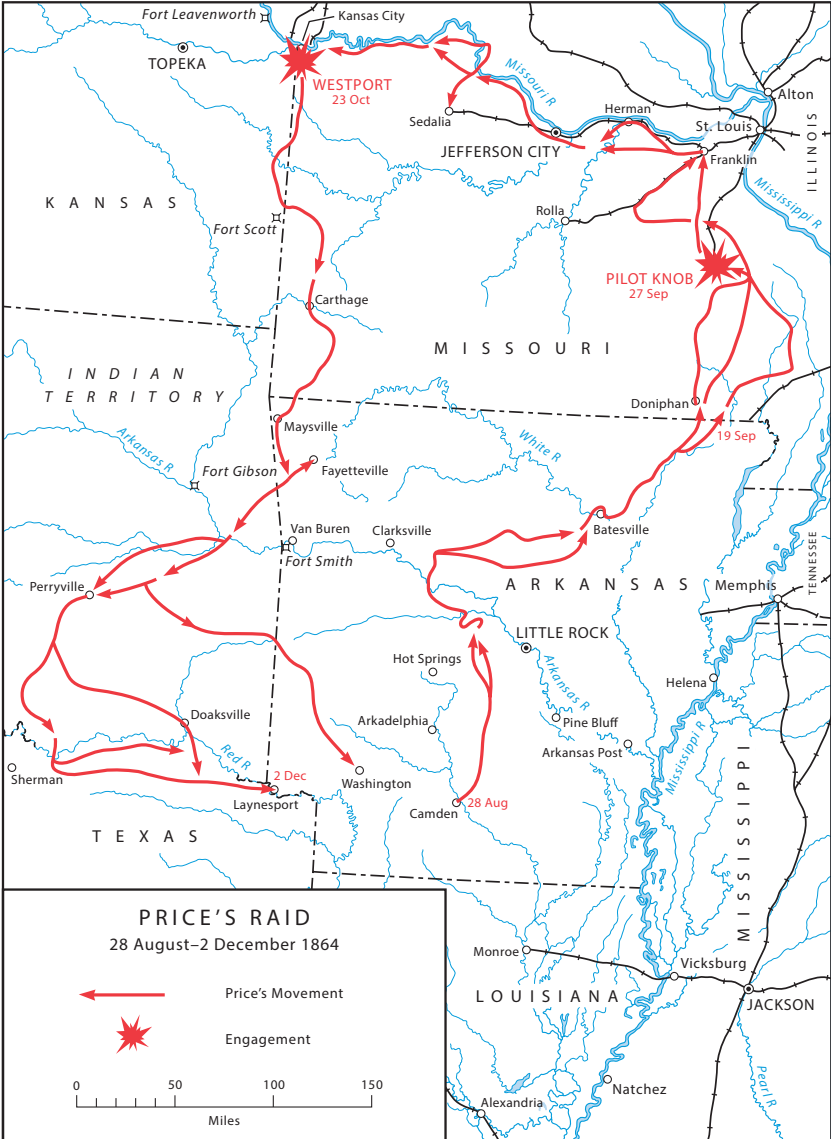 Fort Leavenworth
Kansas City
TOPEKA
WESTPORT
23 Oct
Missouri R
Sedalia
Herman
JEFFERSON CITY
St. Louis
Alton
ILLINOIS
Franklin
Mississippi R
KANSAS
Fort Scott
Rolla
PILOT KNOB
27 Sep
Carthage
MISSOURI
INDIAN
TERRITORY
Doniphan
19 Sep
Maysville
Arkansas R
Fort Gibson
Fayetteville
White R
Van Buren
Clarksville
Batesville
Fort Smith
TENNESSEE
Perryville
ARKANSAS
Memphis
LITTLE ROCK
Hot Springs
Arkansas R
Helena
Doaksville
Arkadelphia
Pine Bluff
Mississippi R
Arkansas Post
Red R
Sherman
2 Dec
Washington
Laynesport
Camden
28 Aug
TEXAS
MISSISSIPPI
PRICE'S RAID
28 August–2 December 1864
Price's Movement
Engagement
0 50 100 150
Miles
Monroe
Vicksburg
LOUISIANA
JACKSON
Natchez
Pearl R
Alexandria